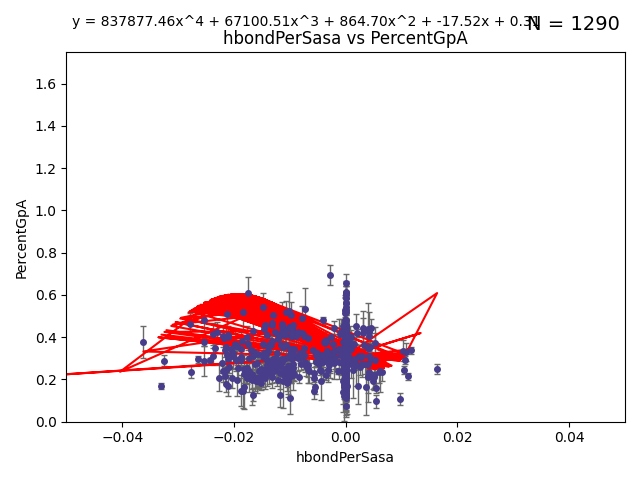 y = 837877.46x^4 + 67100.51x^3 + 864.70x^2 + -17.52x + 0.31
N = 1290
hbondPerSasa vs PercentGpA
PercentGpA
1.6
1.4
1.2
1.0
0.8
0.6
0.4
0.2
0.0
−0.04 −0.02 0.00 0.02 0.04
hbondPerSasa